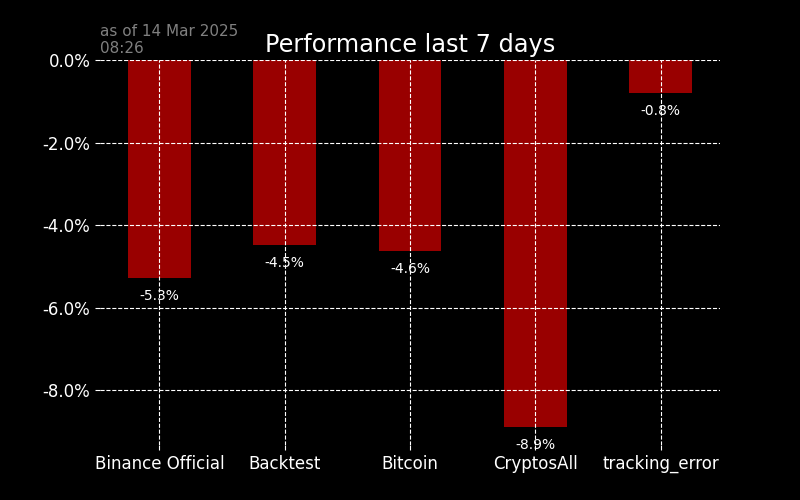 as of 14 Mar 2025
08:26
Performance last 7 days
0.0%
-2.0%
-4.0%
-6.0%
-8.0%
-5.3%
-4.5%
-4.6%
-8.9%
-0.8%
Binance Official
Backtest
Bitcoin
CryptosAll
tracking_error